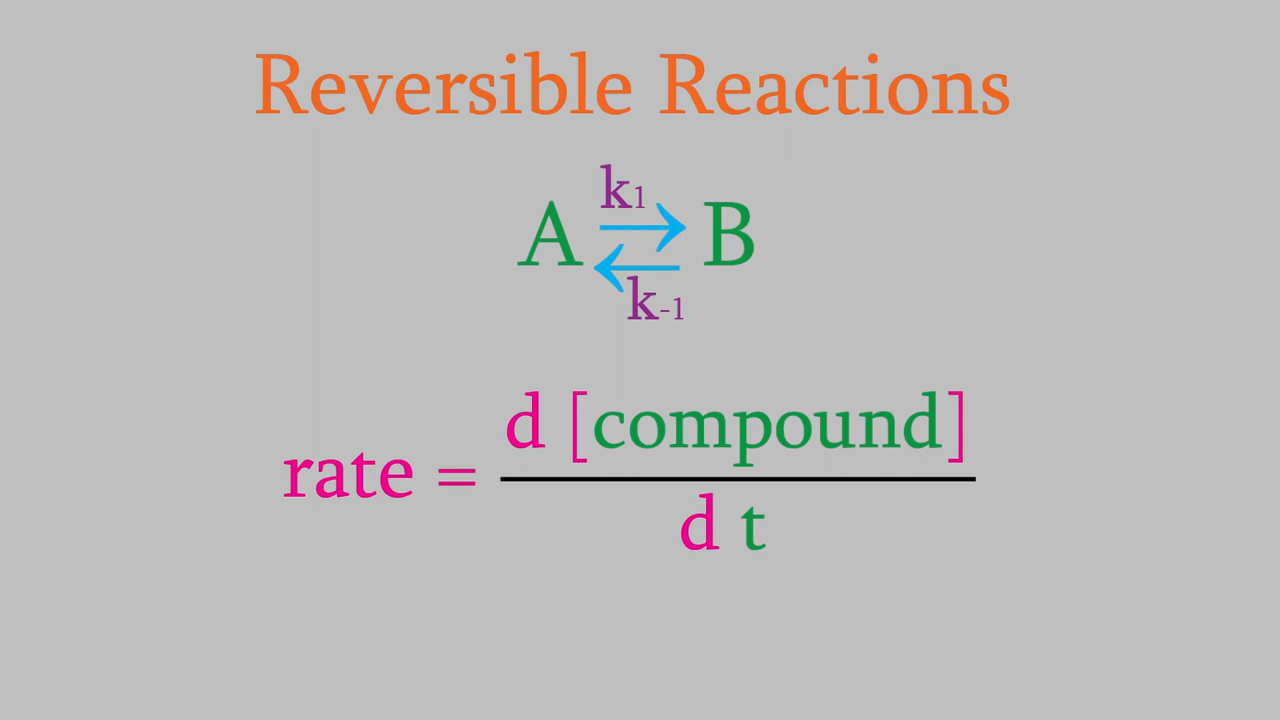 Reversible Reactions
k1
A ⇄ B
k-1
d [compound]
rate =
d t